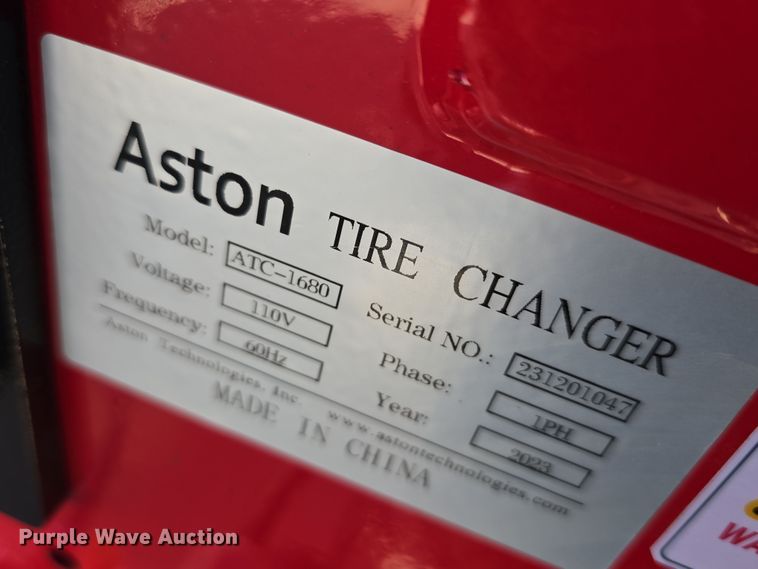 Aston TIRE CHANGER
Model: ATC-1680 Serial NO.: 231201047
Voltage: 110V Phase: 1PH
Frequency: 60Hz Year: 2023
Aston Technologies, Inc. www.astontechnologies.com
MADE IN CHINA
WA
Purple Wave Auction